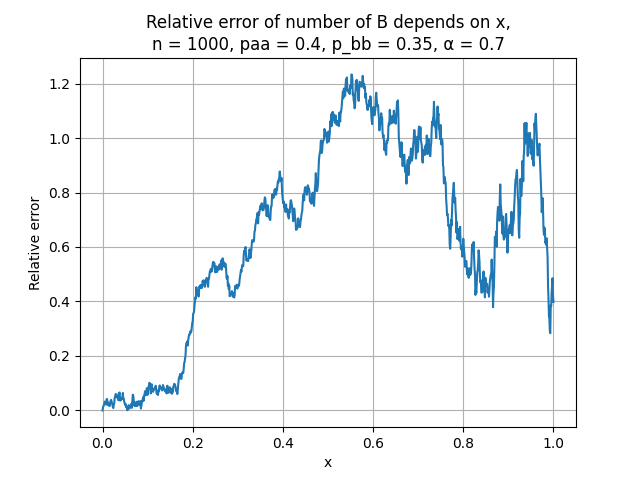 Relative error of number of B depends on x,
n = 1000, paa = 0.4, p_bb = 0.35, α = 0.7
Relative error
1.2
1.0
0.8
0.6
0.4
0.2
0.0
0.0 0.2 0.4 0.6 0.8 1.0
x